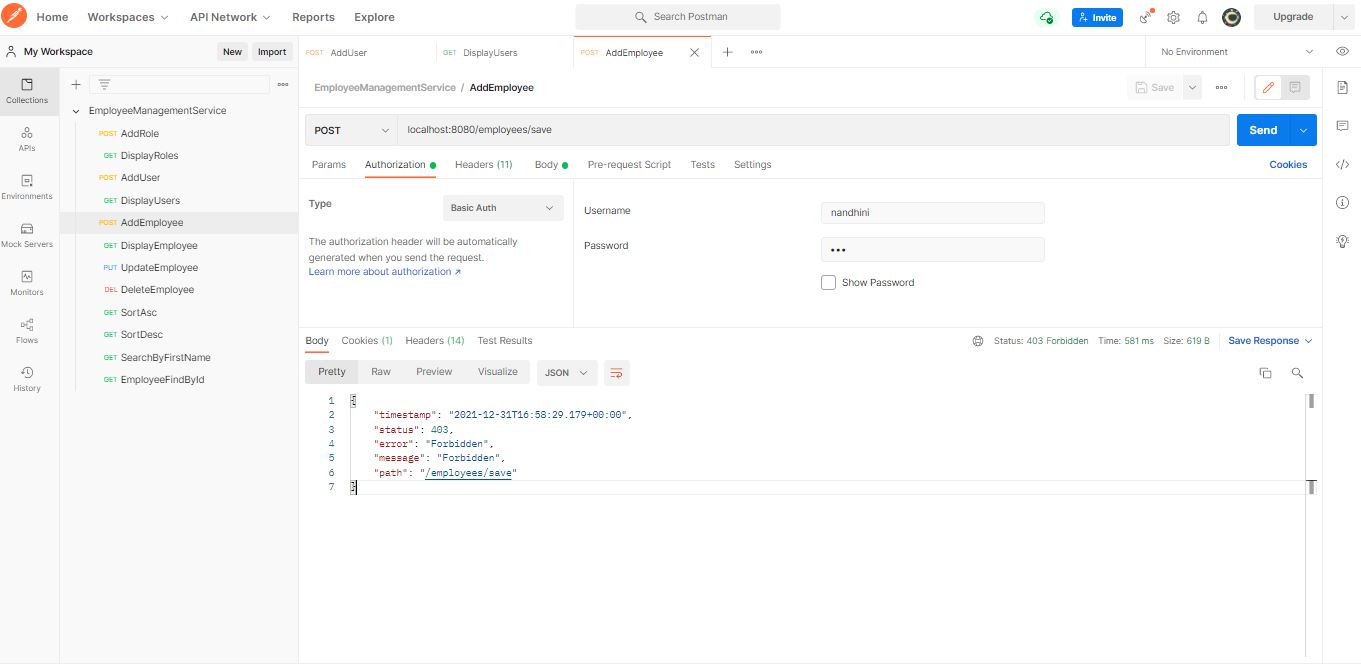 Home Workspaces API Network Reports Explore Search Postman Invite Upgrade
My Workspace New Import
POST AddUser GET DisplayUsers POST AddEmployee No Environment
Collections
APIs
Environments
Mock Servers
Monitors
Flows
History
EmployeeManagementService
POST AddRole
GET DisplayRoles
POST AddUser
GET DisplayUsers
POST AddEmployee
GET DisplayEmployee
PUT UpdateEmployee
DEL DeleteEmployee
GET SortAsc
GET SortDesc
GET SearchByFirstName
GET EmployeeFindById
EmployeeManagementService / AddEmployee Save
POST localhost:8080/employees/save Send
Params Authorization Headers (11) Body Pre-request Script Tests Settings Cookies
Type Basic Auth
The authorization header will be automatically
generated when you send the request.
Learn more about authorization ↗
Username nandhini
Password •••
Show Password
Body Cookies (1) Headers (14) Test Results Status: 403 Forbidden Time: 581 ms Size: 619 B Save Response
Pretty Raw Preview Visualize JSON
1 {
2 "timestamp": "2021-12-31T16:58:29.179+00:00",
3 "status": 403,
4 "error": "Forbidden",
5 "message": "Forbidden",
6 "path": "/employees/save"
7 }